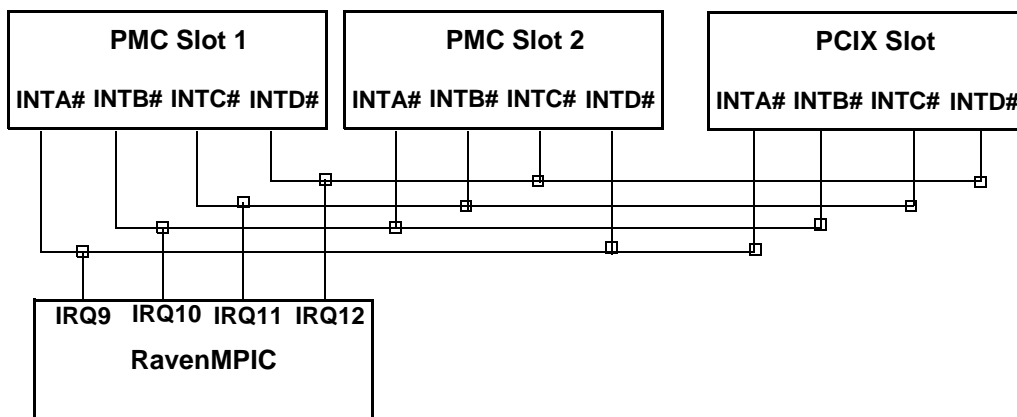 PMC Slot 1
INTA# INTB# INTC# INTD#
PMC Slot 2
INTA# INTB# INTC# INTD#
PCIX Slot
INTA# INTB# INTC# INTD#
IRQ9 IRQ10 IRQ11 IRQ12
RavenMPIC